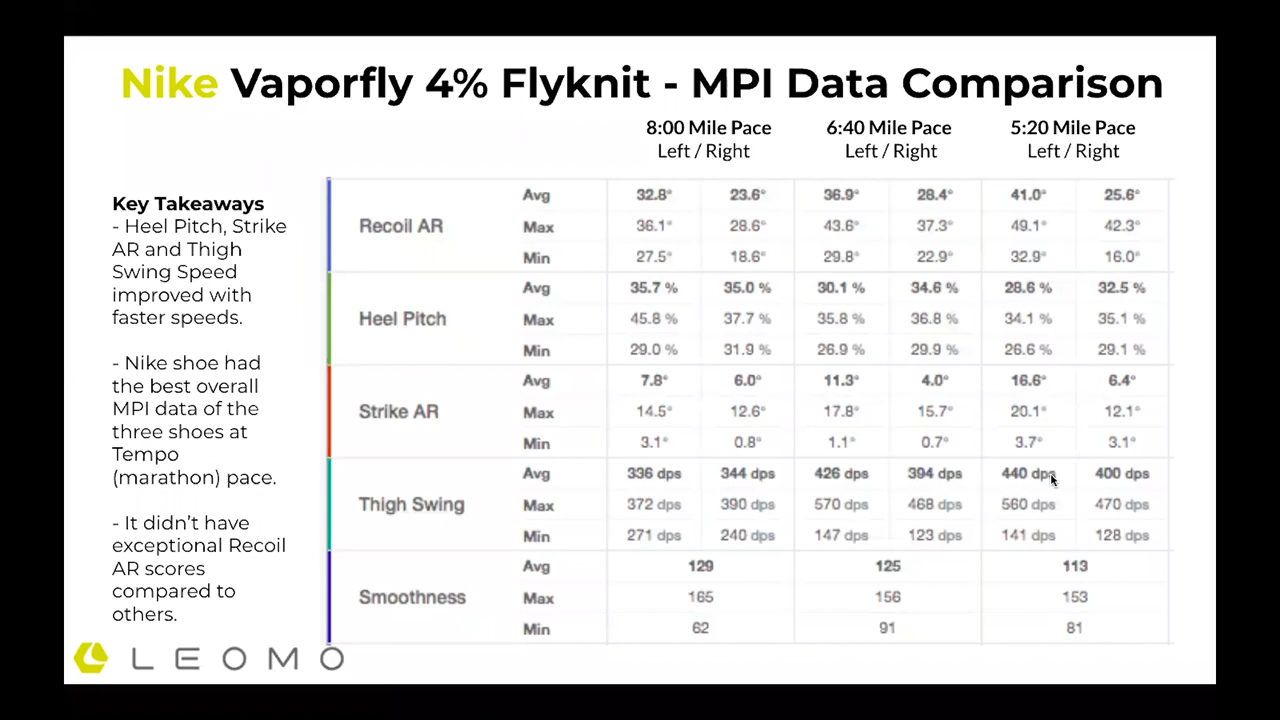 Nike Vaporfly 4% Flyknit - MPI Data Comparison
8:00 Mile Pace 6:40 Mile Pace 5:20 Mile Pace
Left / Right Left / Right Left / Right
Key Takeaways
- Heel Pitch, Strike
AR and Thigh
Swing Speed
improved with
faster speeds.
- Nike shoe had
the best overall
MPI data of the
three shoes at
Tempo
(marathon) pace.
- It didn’t have
exceptional Recoil
AR scores
compared to
others.
Recoil AR
Avg 32.8° 23.6° 36.9° 28.4° 41.0° 25.6°
Max 36.1° 28.6° 43.6° 37.3° 49.1° 42.3°
Min 27.5° 18.6° 29.8° 22.9° 32.9° 16.0°
Heel Pitch
Avg 35.7 % 35.0 % 30.1 % 34.6 % 28.6 % 32.5 %
Max 45.8 % 37.7 % 35.8 % 36.8 % 34.1 % 35.1 %
Min 29.0 % 31.9 % 26.9 % 29.9 % 26.6 % 29.1 %
Strike AR
Avg 7.8° 6.0° 11.3° 4.0° 16.6° 6.4°
Max 14.5° 12.6° 17.8° 15.7° 20.1° 12.1°
Min 3.1° 0.8° 1.1° 0.7° 3.7° 3.1°
Thigh Swing
Avg 336 dps 344 dps 426 dps 394 dps 440 dps 400 dps
Max 372 dps 390 dps 570 dps 468 dps 560 dps 470 dps
Min 271 dps 240 dps 147 dps 123 dps 141 dps 128 dps
Smoothness
Avg 129 125 113
Max 165 156 153
Min 62 91 81
LEOMO